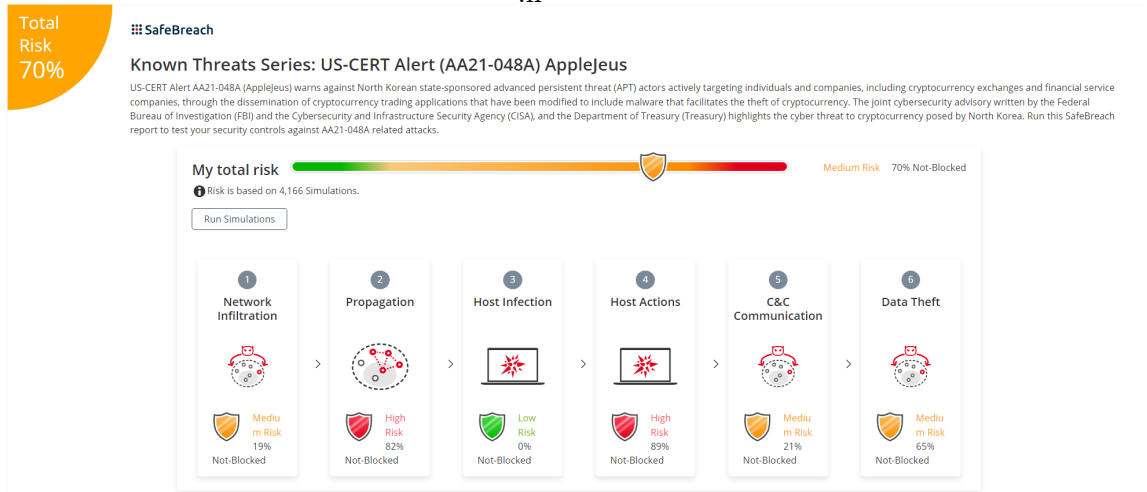 Total
Risk
70%
SafeBreach
Known Threats Series: US-CERT Alert (AA21-048A) AppleJeus
US-CERT Alert AA21-048A (AppleJeus) warns against North Korean state-sponsored advanced persistent threat (APT) actors actively targeting individuals and companies, including cryptocurrency exchanges and financial service
companies, through the dissemination of cryptocurrency trading applications that have been modified to include malware that facilitates the theft of cryptocurrency. The joint cybersecurity advisory written by the Federal
Bureau of Investigation (FBI) and the Cybersecurity and Infrastructure Security Agency (CISA), and the Department of Treasury (Treasury) highlights the cyber threat to cryptocurrency posed by North Korea. Run this SafeBreach
report to test your security controls against AA21-048A related attacks.
My total risk
Medium Risk 70% Not-Blocked
Risk is based on 4,166 Simulations.
Run Simulations
1
Network
Infiltration
Mediu
m Risk
19%
Not-Blocked
2
Propagation
High
Risk
82%
Not-Blocked
3
Host Infection
Low
Risk
0%
Not-Blocked
4
Host Actions
High
Risk
89%
Not-Blocked
5
C&C
Communication
Mediu
m Risk
21%
Not-Blocked
6
Data Theft
Mediu
m Risk
65%
Not-Blocked